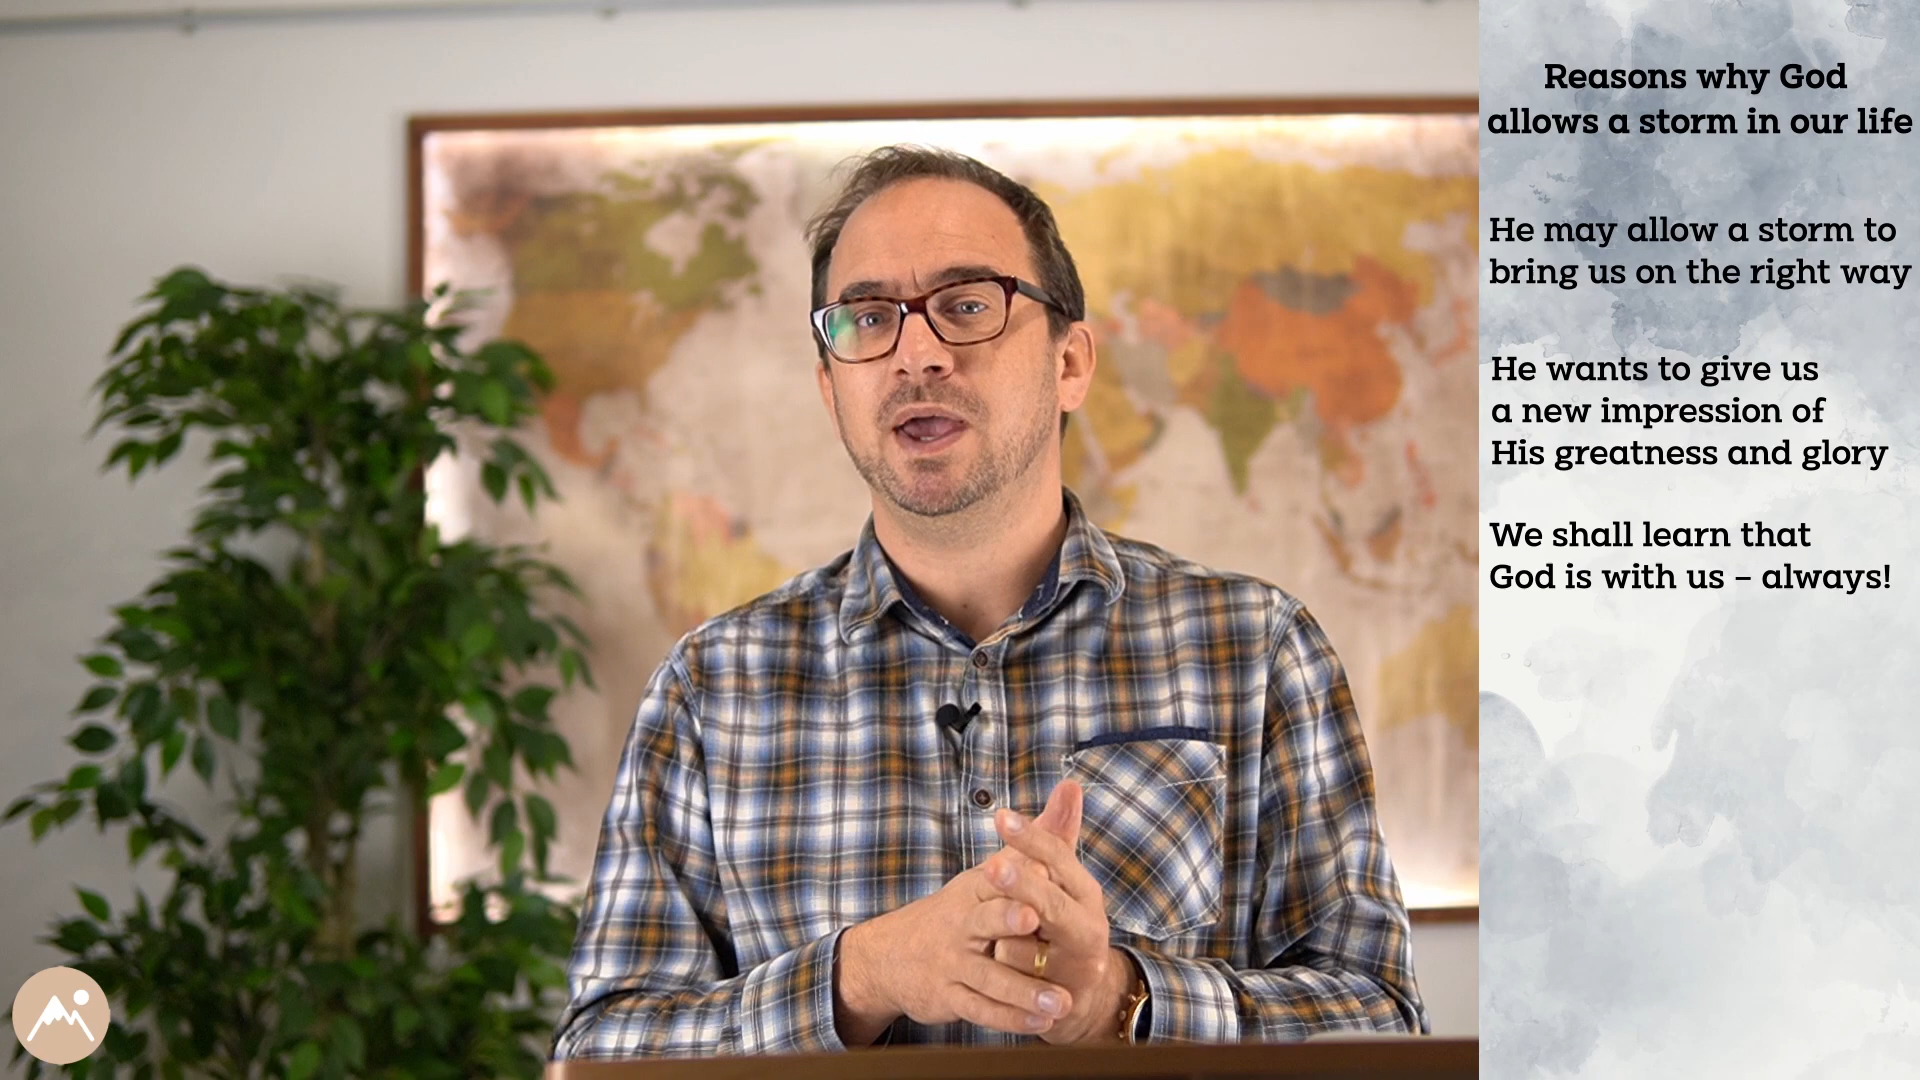 Reasons why God
allows a storm in our life
He may allow a storm to
bring us on the right way
He wants to give us
a new impression of
His greatness and glory
We shall learn that
God is with us – always!